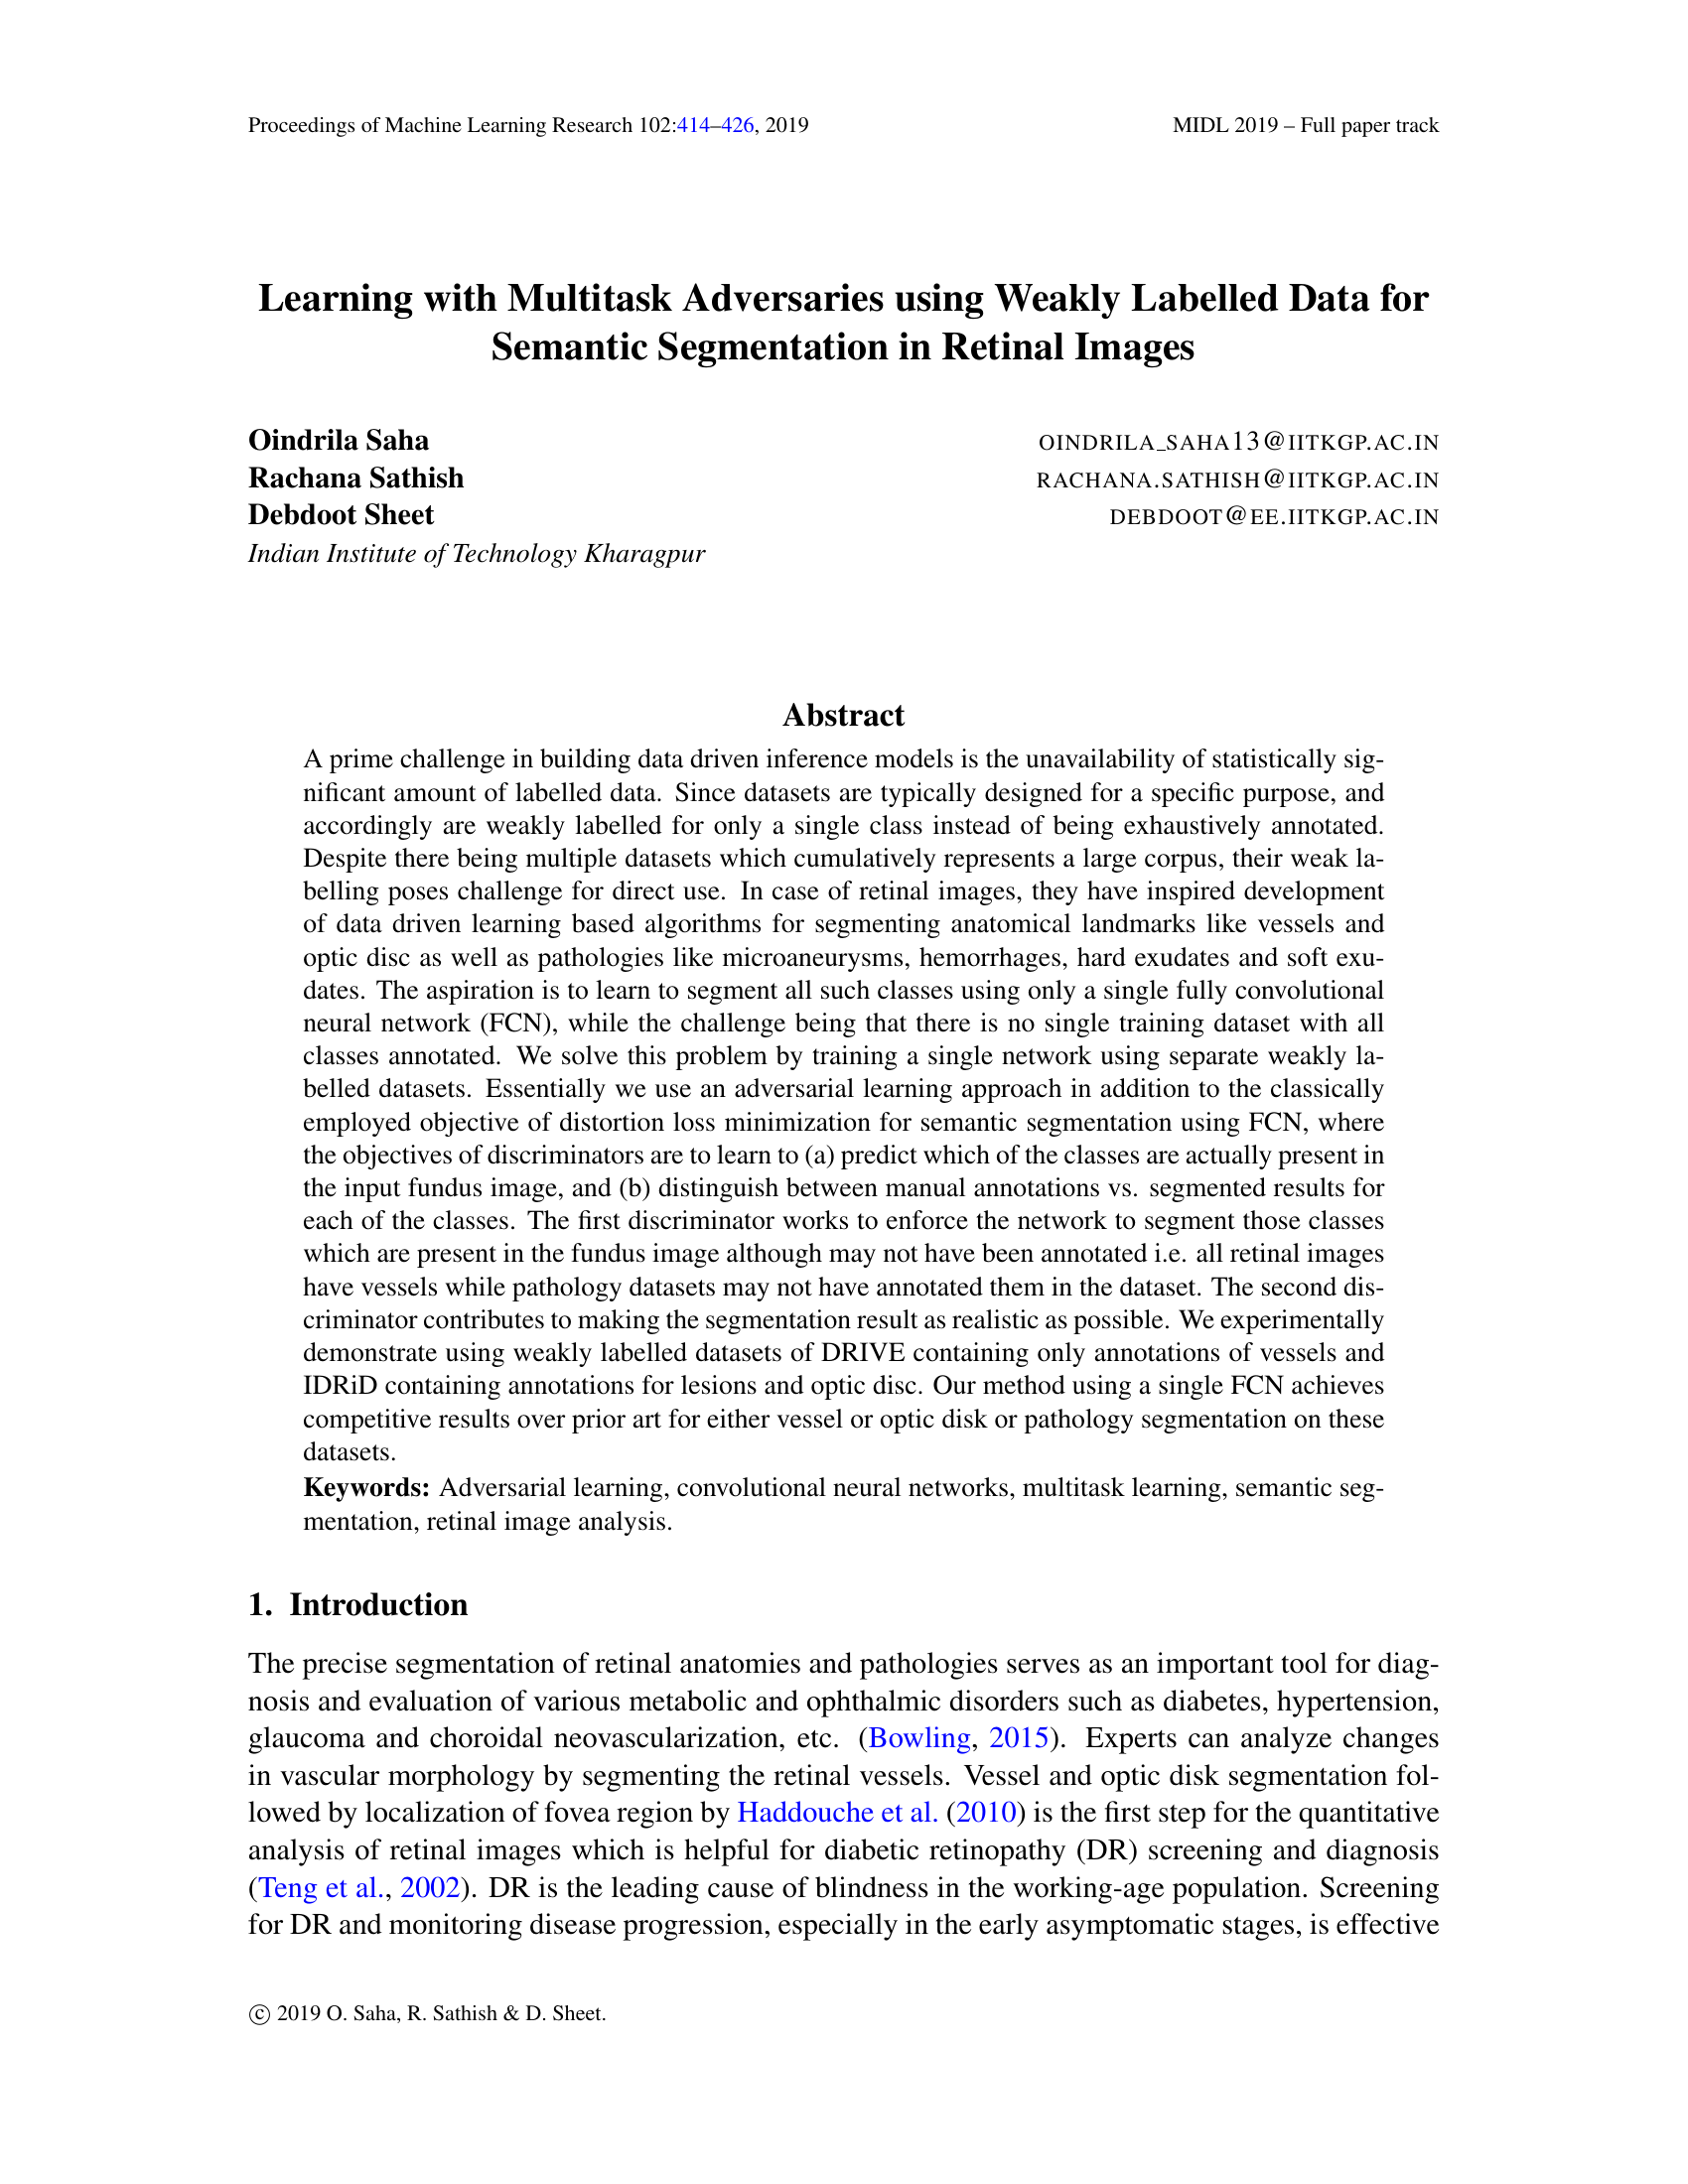 Proceedings of Machine Learning Research 102:414–426, 2019 MIDL 2019 – Full paper track
Learning with Multitask Adversaries using Weakly Labelled Data for
Semantic Segmentation in Retinal Images
Oindrila Saha OINDRILA_SAHA13@IITKGP.AC.IN
Rachana Sathish RACHANA.SATHISH@IITKGP.AC.IN
Debdoot Sheet DEBDOOT@EE.IITKGP.AC.IN
Indian Institute of Technology Kharagpur
Abstract
A prime challenge in building data driven inference models is the unavailability of statistically sig-
nificant amount of labelled data. Since datasets are typically designed for a specific purpose, and
accordingly are weakly labelled for only a single class instead of being exhaustively annotated.
Despite there being multiple datasets which cumulatively represents a large corpus, their weak la-
belling poses challenge for direct use. In case of retinal images, they have inspired development
of data driven learning based algorithms for segmenting anatomical landmarks like vessels and
optic disc as well as pathologies like microaneurysms, hemorrhages, hard exudates and soft exu-
dates. The aspiration is to learn to segment all such classes using only a single fully convolutional
neural network (FCN), while the challenge being that there is no single training dataset with all
classes annotated. We solve this problem by training a single network using separate weakly la-
belled datasets. Essentially we use an adversarial learning approach in addition to the classically
employed objective of distortion loss minimization for semantic segmentation using FCN, where
the objectives of discriminators are to learn to (a) predict which of the classes are actually present in
the input fundus image, and (b) distinguish between manual annotations vs. segmented results for
each of the classes. The first discriminator works to enforce the network to segment those classes
which are present in the fundus image although may not have been annotated i.e. all retinal images
have vessels while pathology datasets may not have annotated them in the dataset. The second dis-
criminator contributes to making the segmentation result as realistic as possible. We experimentally
demonstrate using weakly labelled datasets of DRIVE containing only annotations of vessels and
IDRiD containing annotations for lesions and optic disc. Our method using a single FCN achieves
competitive results over prior art for either vessel or optic disk or pathology segmentation on these
datasets.
Keywords: Adversarial learning, convolutional neural networks, multitask learning, semantic seg-
mentation, retinal image analysis.
1. Introduction
The precise segmentation of retinal anatomies and pathologies serves as an important tool for diag-
nosis and evaluation of various metabolic and ophthalmic disorders such as diabetes, hypertension,
glaucoma and choroidal neovascularization, etc. (Bowling, 2015). Experts can analyze changes
in vascular morphology by segmenting the retinal vessels. Vessel and optic disk segmentation fol-
lowed by localization of fovea region by Haddouche et al. (2010) is the first step for the quantitative
analysis of retinal images which is helpful for diabetic retinopathy (DR) screening and diagnosis
(Teng et al., 2002). DR is the leading cause of blindness in the working-age population. Screening
for DR and monitoring disease progression, especially in the early asymptomatic stages, is effective
© 2019 O. Saha, R. Sathish & D. Sheet.